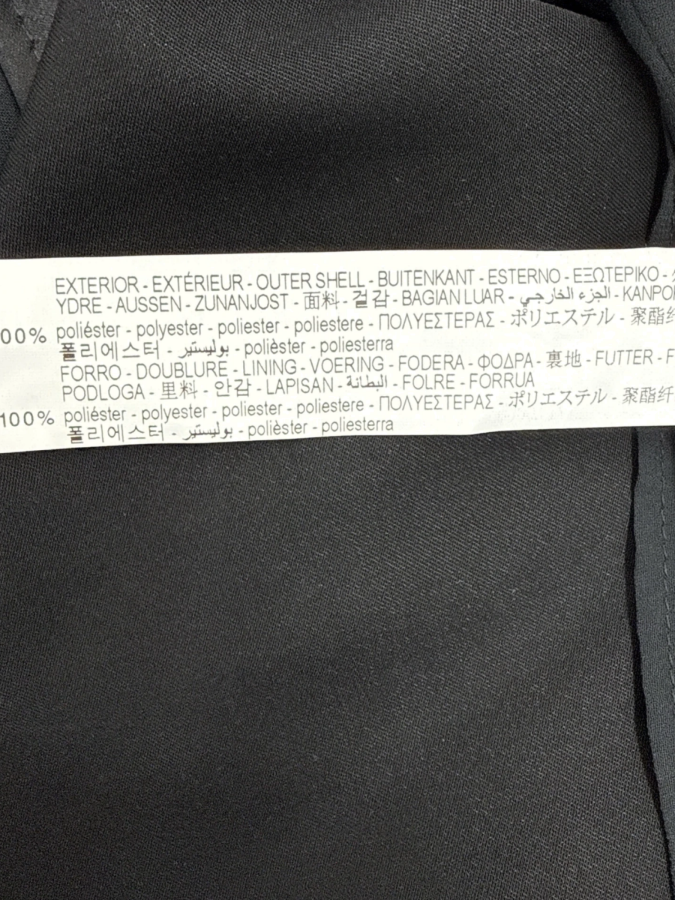 EXTERIOR - EXTÉRIEUR - OUTER SHELL - BUITENKANT - ESTERNO - ΕΞΩΤΕΡΙΚΟ -
YDRE - AUSSEN - ZUNANJOST - 面料 - 겉감 - BAGIAN LUAR - الجزء الخارجي - KANPO
00% poliéster - polyester - poliester - poliestere - ΠΟΛΥΕΣΤΕΡΑΣ - ポリエステル - 聚酯纤
폴리에스터 - بوليستير - polièster - poliesterra
FORRO - DOUBLURE - LINING - VOERING - FODERA - ΦΟΔΡΑ - 裏地 - FUTTER - F
PODLOGA - 里料 - 안감 - LAPISAN - البطانة - FOLRE - FORRUA
100% poliéster - polyester - poliester - poliestere - ΠΟΛΥΕΣΤΕΡΑΣ - ポリエステル - 聚酯纤
폴리에스터 - بوليستير - polièster - poliesterra